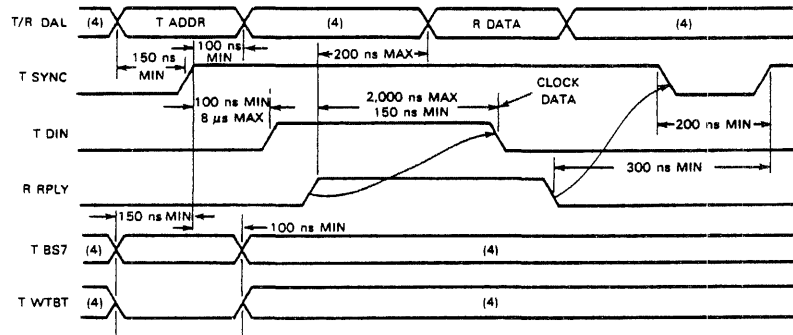 T/R DAL (4) T ADDR (4) R DATA (4)
150 ns MIN
100 ns MIN
200 ns MAX
T SYNC
100 ns MIN
8 µs MAX
2,000 ns MAX
150 ns MIN
CLOCK DATA
T DIN
200 ns MIN
300 ns MIN
R RPLY
150 ns MIN
100 ns MIN
T BS7 (4) (4)
T WTBT (4) (4)